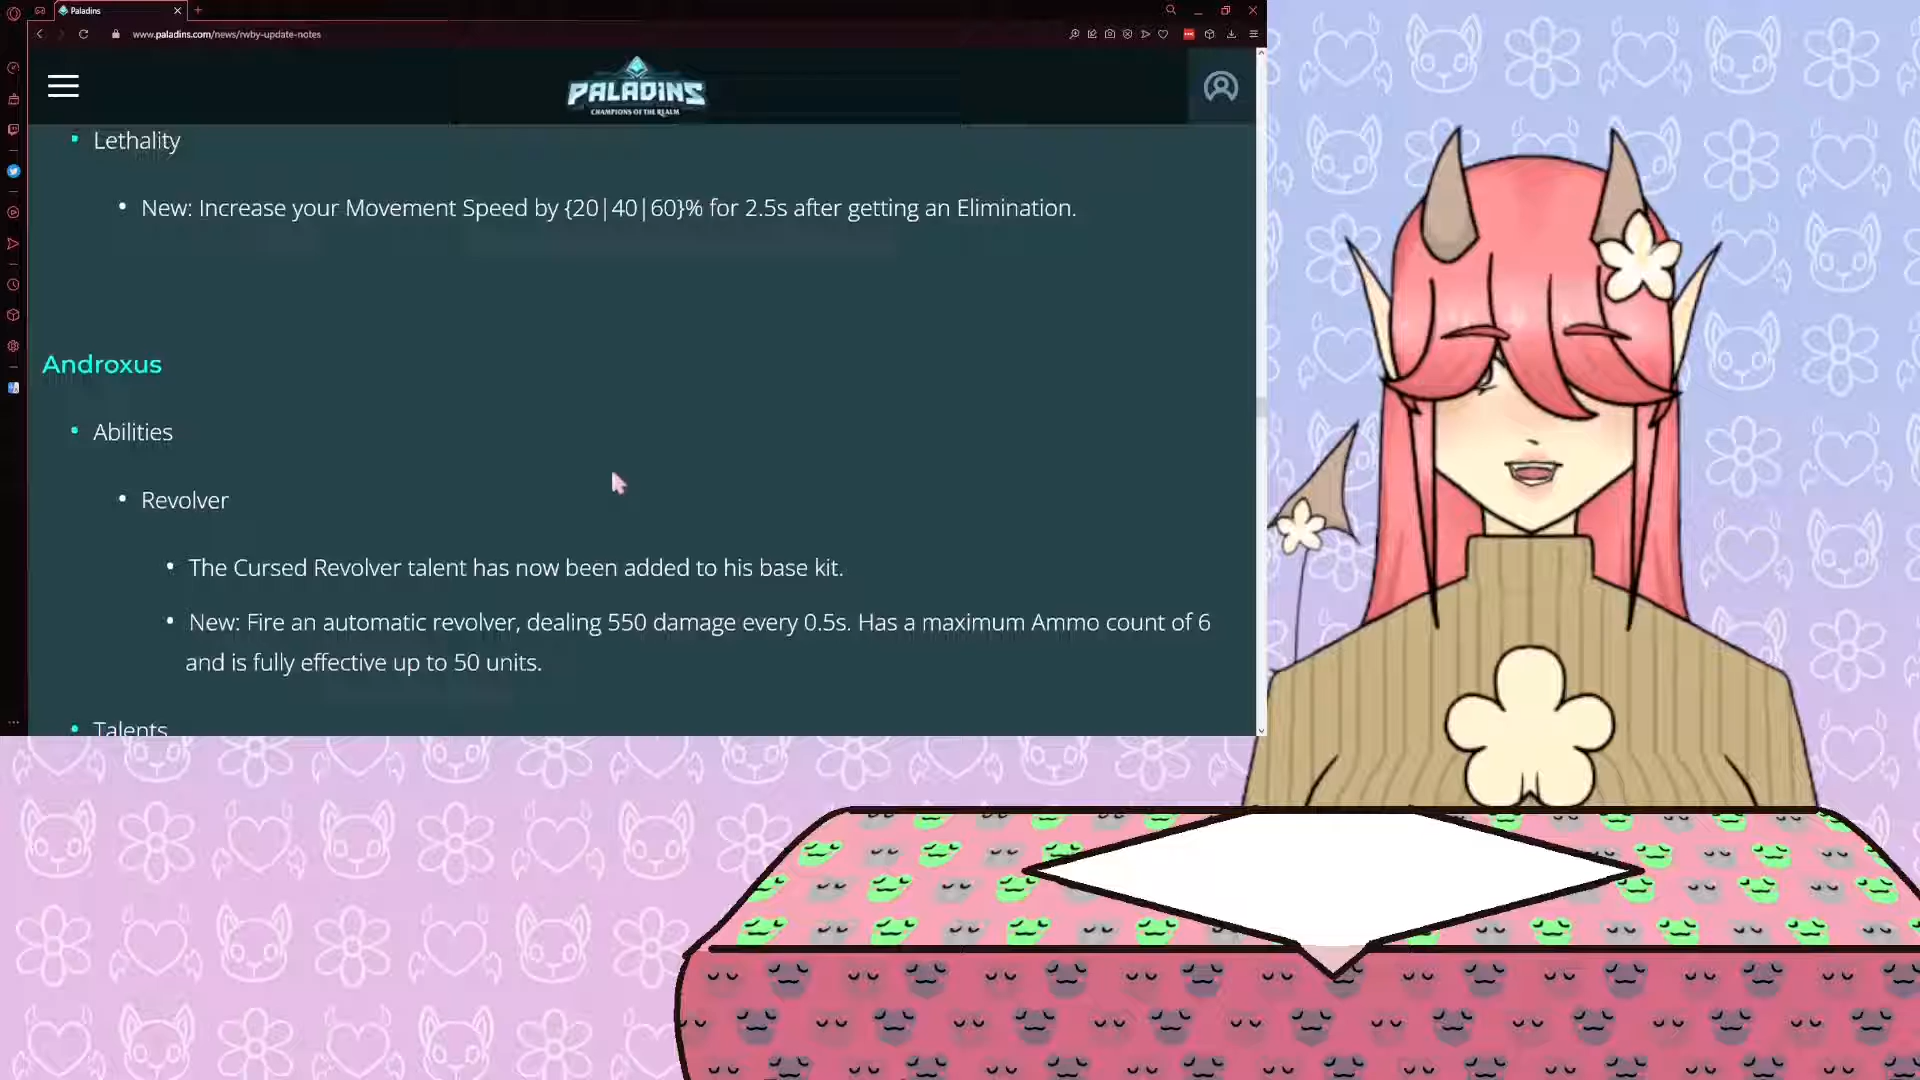 Paladins
www.paladins.com/news/rwby-update-notes
PALADINS
CHAMPIONS OF THE REALM
Lethality
New: Increase your Movement Speed by {20|40|60}% for 2.5s after getting an Elimination.
Androxus
Abilities
Revolver
The Cursed Revolver talent has now been added to his base kit.
New: Fire an automatic revolver, dealing 550 damage every 0.5s. Has a maximum Ammo count of 6
and is fully effective up to 50 units.
Talents